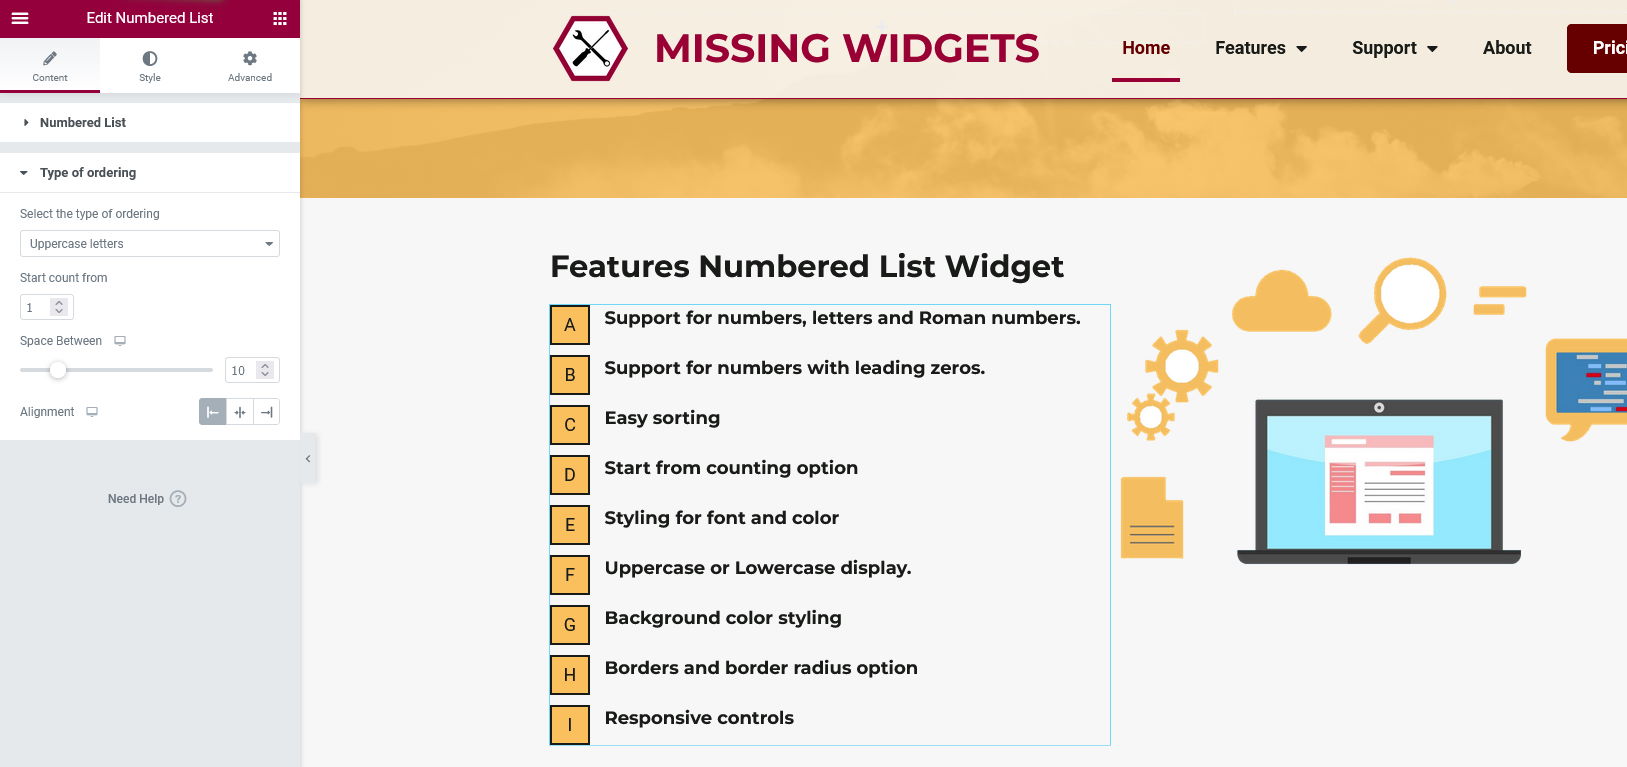 Edit Numbered List
Content
Style
Advanced
Numbered List
Type of ordering
Select the type of ordering
Uppercase letters
Start count from
1
Space Between
10
Alignment
Need Help ?
MISSING WIDGETS
Home
Features
Support
About
Prici
Features Numbered List Widget
A Support for numbers, letters and Roman numbers.
B Support for numbers with leading zeros.
C Easy sorting
D Start from counting option
E Styling for font and color
F Uppercase or Lowercase display.
G Background color styling
H Borders and border radius option
I Responsive controls